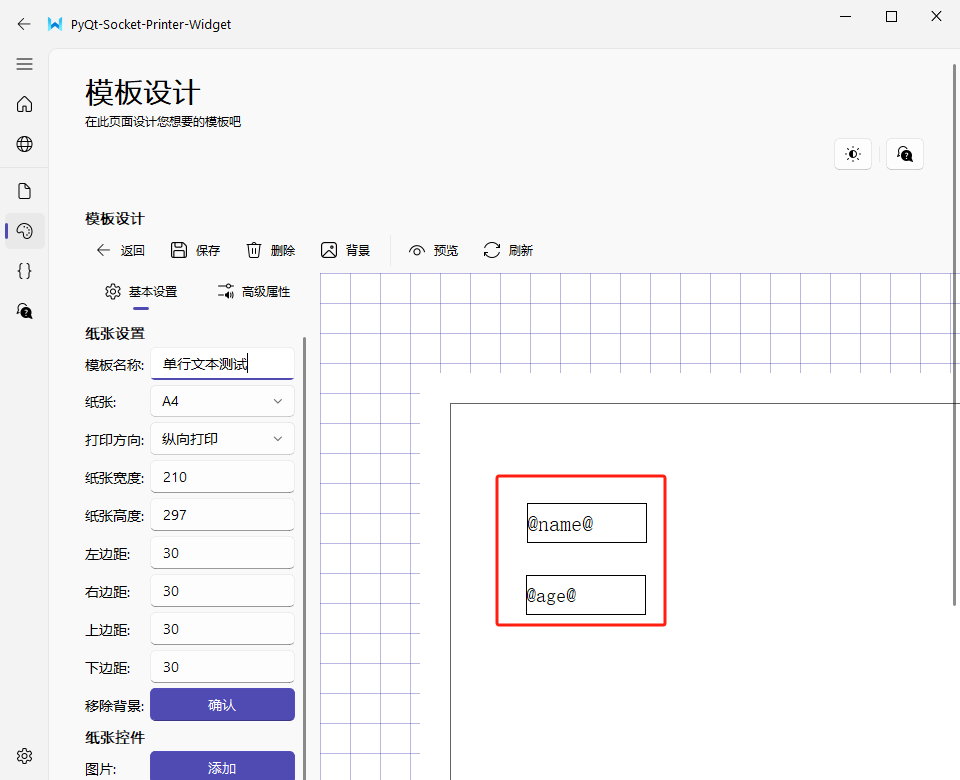 PyQt-Socket-Printer-Widget
模板设计
在此页面设计您想要的模板吧
模板设计
返回 保存 删除 背景 预览 刷新
基本设置 高级属性
纸张设置
模板名称: 单行文本测试
纸张: A4
打印方向: 纵向打印
纸张宽度: 210
纸张高度: 297
左边距: 30
右边距: 30
上边距: 30
下边距: 30
移除背景: 确认
纸张控件
图片: 添加
@name@
@age@